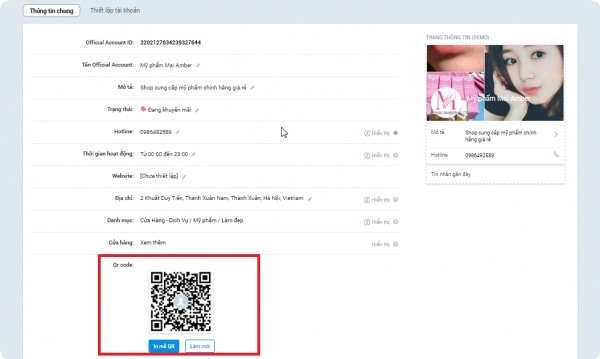 Thông tin chung
Thiết lập tài Khoản
Official Account ID: 3202127634239327644
Tên Official Account: Mỹ phẩm Mai Amber
Mô tả: Shop cung cấp mỹ phẩm chính hãng giá rẻ
Trạng thái: Đang khuyến mãi
Hotline: 0986492589 Hiển thị
Thời gian hoạt động: Từ 00:00 đến 23:00 Hiển thị
Website: [Chưa thiết lập]
Địa chỉ: 2 Khuất Duy Tiến, Thanh Xuân Nam, Thanh Xuân, Hà Nội, Vietnam Hiển thị
Danh mục: Cửa Hàng - Dịch Vụ / Mỹ phẩm / Làm đẹp Hiển thị
Cửa hàng: Xem thêm Hiển thị
Qr code:
In mã QR
Làm mới
TRANG THÔNG TIN (DEMO)
Mỹ phẩm Mai Amber
Mô tả Shop cung cấp mỹ phẩm chính
hãng giá rẻ
Hotline 0986492589
Tin nhắn gần đây